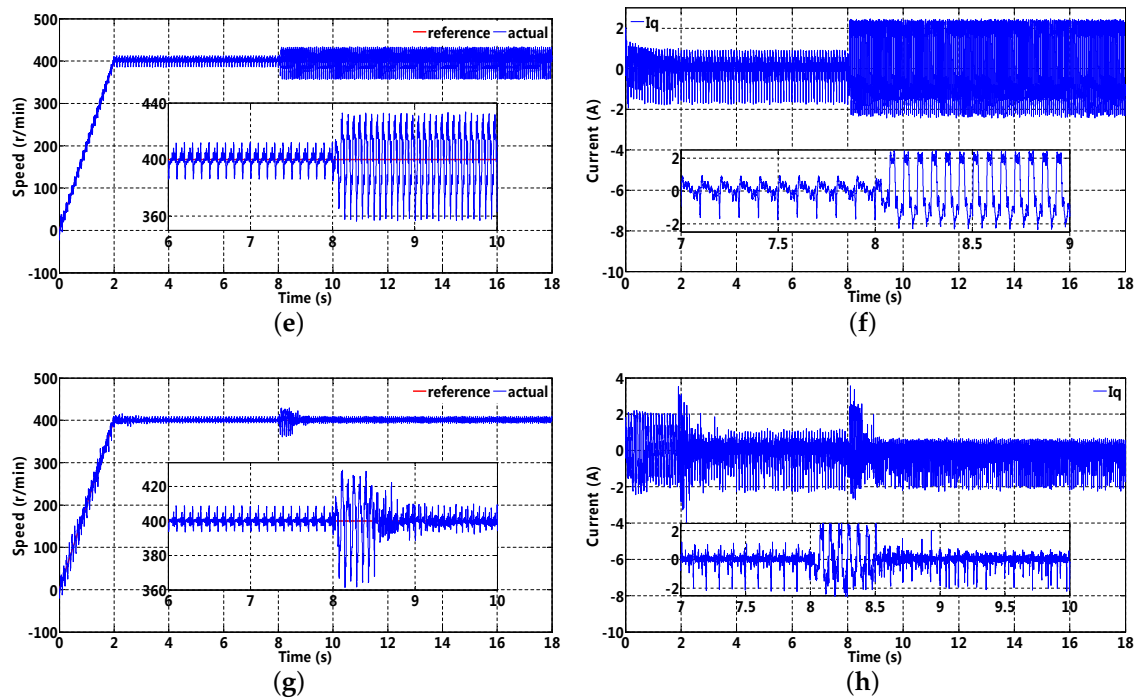 500
reference actual
400
300
200
100
0
-100
Speed (r/min)
440
400
360
6 7 8 9 10
0 2 4 6 8 10 12 14 16 18
Time (s)
(e)
Iq
2
0
-2
-4
-6
-8
-10
Current (A)
2
0
-2
7 7.5 8 8.5 9
0 2 4 6 8 10 12 14 16 18
Time (s)
(f)
500
reference actual
400
300
200
100
0
-100
Speed (r/min)
420
400
380
360
6 7 8 9 10
0 2 4 6 8 10 12 14 16 18
Time (s)
(g)
Iq
4
2
0
-2
-4
-6
-8
-10
Current (A)
2
0
-2
7 7.5 8 8.5 9 9.5 10
0 2 4 6 8 10 12 14 16 18
Time (s)
(h)